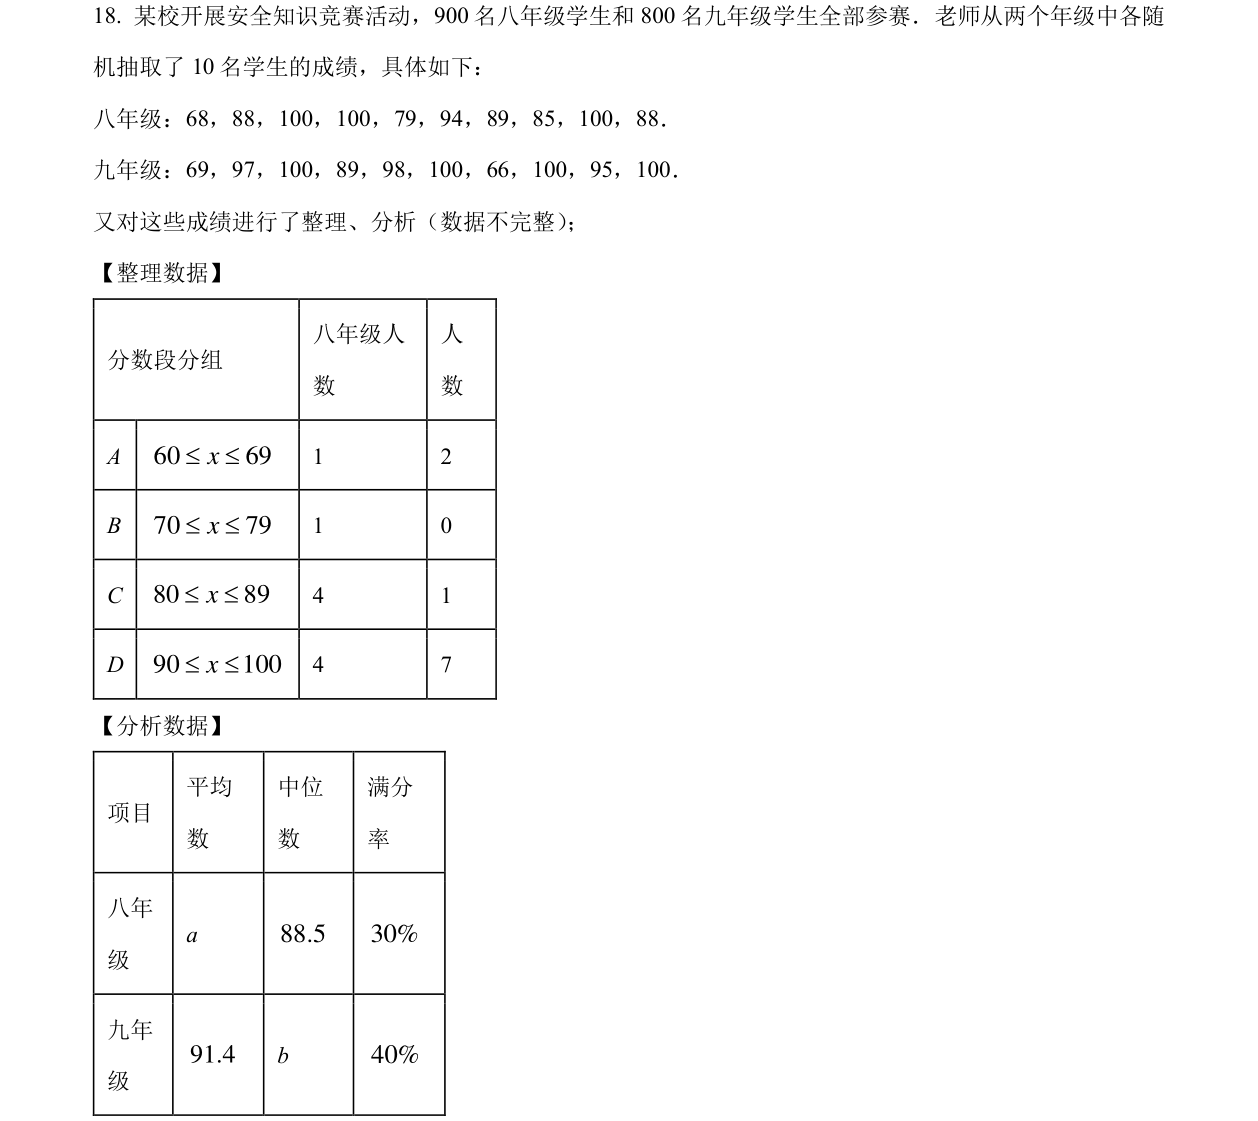 18. 某校开展安全知识竞赛活动，900 名八年级学生和 800 名九年级学生全部参赛．老师从两个年级中各随
机抽取了 10 名学生的成绩，具体如下：
八年级：68，88，100，100，79，94，89，85，100，88．
九年级：69，97，100，89，98，100，66，100，95，100．
又对这些成绩进行了整理、分析（数据不完整）；
【整理数据】
分数段分组 八年级人数 人数
A 60≤x≤69 1 2
B 70≤x≤79 1 0
C 80≤x≤89 4 1
D 90≤x≤100 4 7
【分析数据】
项目 平均数 中位数 满分率
八年级 a 88.5 30%
九年级 91.4 b 40%